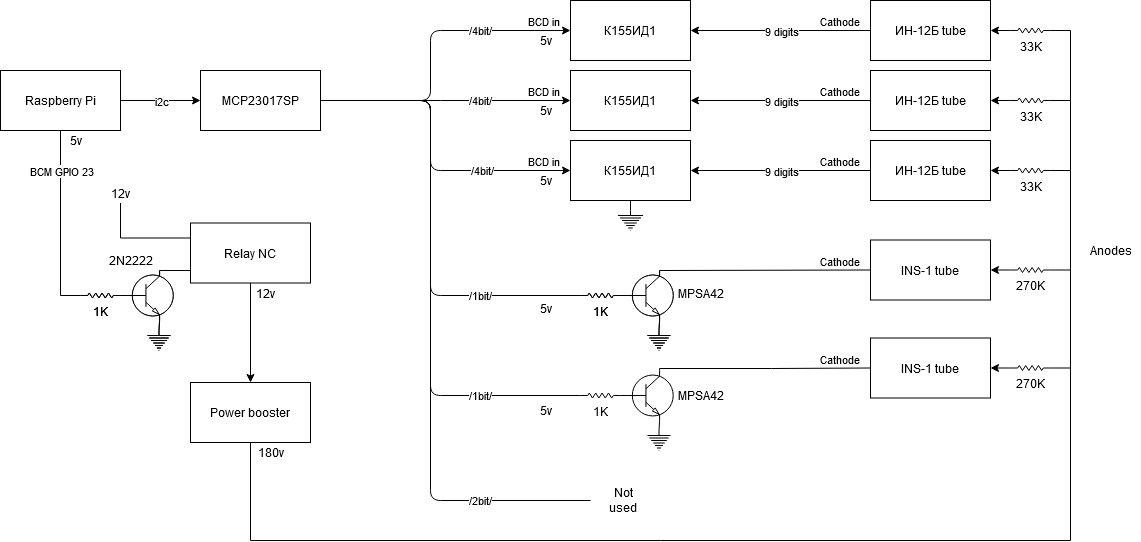 BCD in
/4bit/
5v
К155ИД1
9 digits
Cathode
ИН-12Б tube
33K
Raspberry Pi
i2c
MCP23017SP
/4bit/
BCD in
5v
К155ИД1
9 digits
Cathode
ИН-12Б tube
33K
5v
BCM GPIO 23
/4bit/
BCD in
5v
К155ИД1
9 digits
Cathode
ИН-12Б tube
33K
12v
2N2222
Relay NC
1K
12v
/1bit/
5v
1K
MPSA42
Cathode
INS-1 tube
270K
Anodes
/1bit/
5v
1K
MPSA42
Cathode
INS-1 tube
270K
Power booster
180v
/2bit/
Not
used